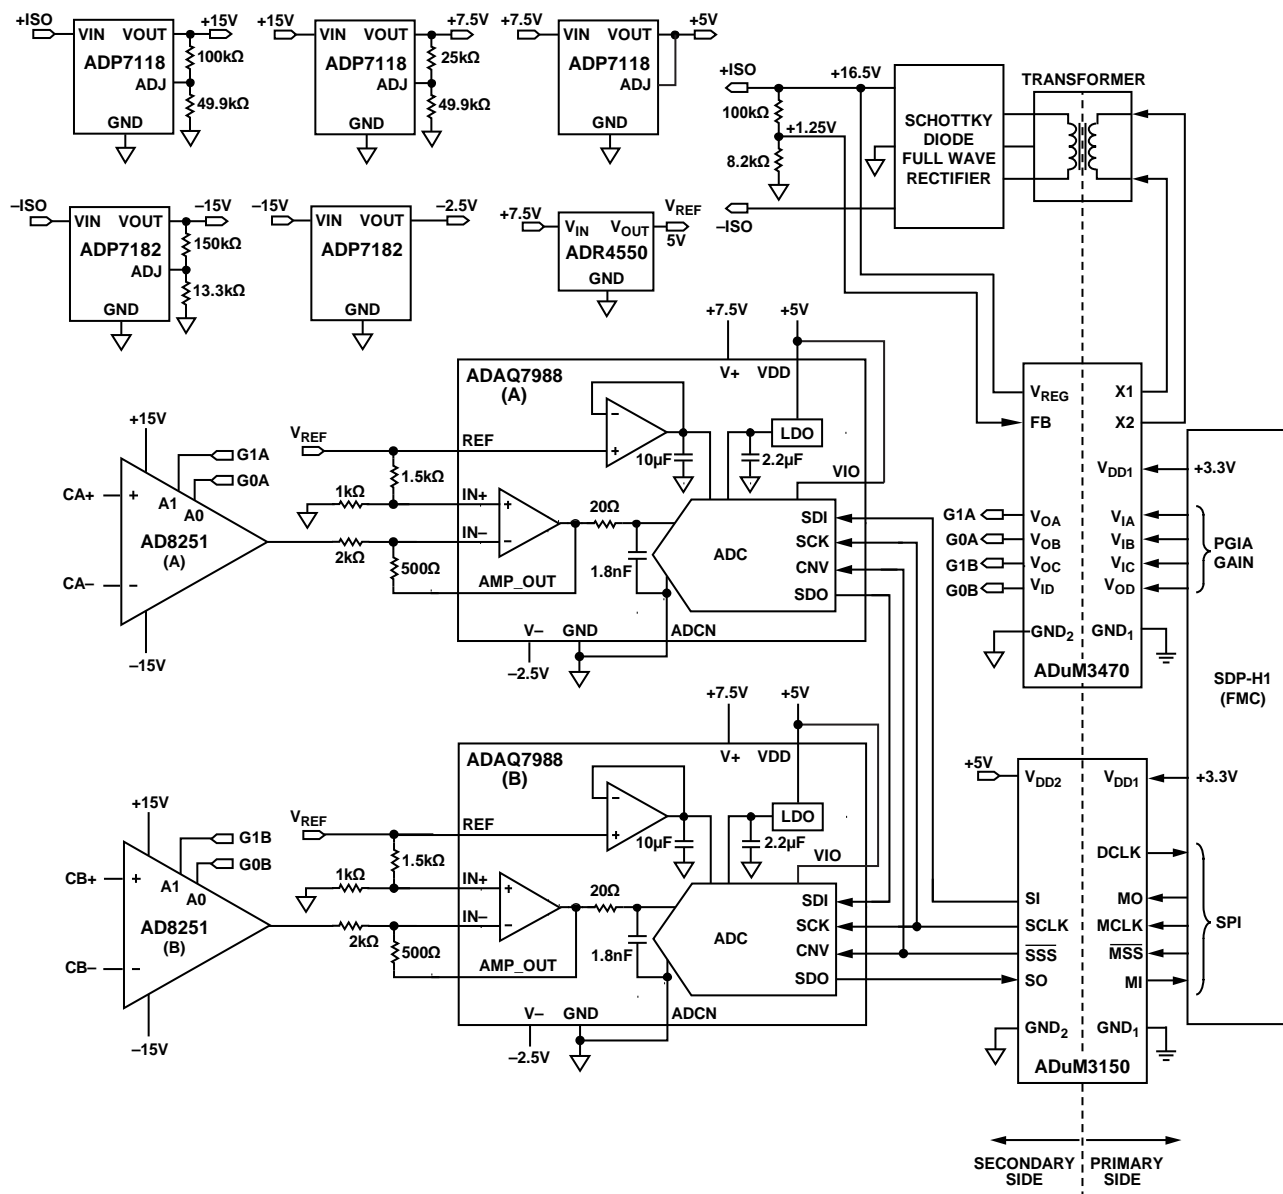 +ISO
VIN VOUT
+15V
ADP7118
100kΩ
ADJ
49.9kΩ
GND
+15V
VIN VOUT
+7.5V
ADP7118
25kΩ
ADJ
49.9kΩ
GND
+7.5V
VIN VOUT
+5V
ADP7118
ADJ
GND
+ISO
+16.5V
100kΩ
+1.25V
8.2kΩ
–ISO
SCHOTTKY
DIODE
FULL WAVE
RECTIFIER
TRANSFORMER
–ISO
VIN VOUT
–15V
ADP7182
150kΩ
ADJ
13.3kΩ
GND
–15V
VIN VOUT
–2.5V
ADP7182
GND
+7.5V
VIN VOUT
VREF
5V
ADR4550
GND
+7.5V
+5V
ADAQ7988
(A)
V+ VDD
LDO
+15V
VREF
REF
10µF
2.2µF
VIO
G1A
G0A
CA+
+
A1
A0
AD8251
(A)
CA–
–
–15V
1.5kΩ
1kΩ
IN+
2kΩ
IN–
500Ω
AMP_OUT
–
+
+
–
20Ω
1.8nF
ADC
SDI
SCK
CNV
SDO
V–
GND
ADCN
–2.5V
VREG
X1
FB
X2
VDD1
+3.3V
G1A
VOA
VIA
G0A
VOB
VIB
G1B
VOC
VIC
G0B
VID
VOD
PGIA
GAIN
GND2
GND1
ADuM3470
SDP-H1
(FMC)
+7.5V
+5V
ADAQ7988
(B)
V+ VDD
LDO
+15V
VREF
REF
10µF
2.2µF
VIO
G1B
G0B
CB+
+
A1
A0
AD8251
(B)
CB–
–
–15V
1.5kΩ
1kΩ
IN+
2kΩ
IN–
500Ω
AMP_OUT
–
+
+
–
20Ω
1.8nF
ADC
SDI
SCK
CNV
SDO
V–
GND
ADCN
–2.5V
+5V
VDD2
VDD1
+3.3V
DCLK
SI
MO
SCLK
MCLK
SSS
MSS
SO
MI
SPI
GND2
GND1
ADuM3150
SECONDARY
SIDE
PRIMARY
SIDE